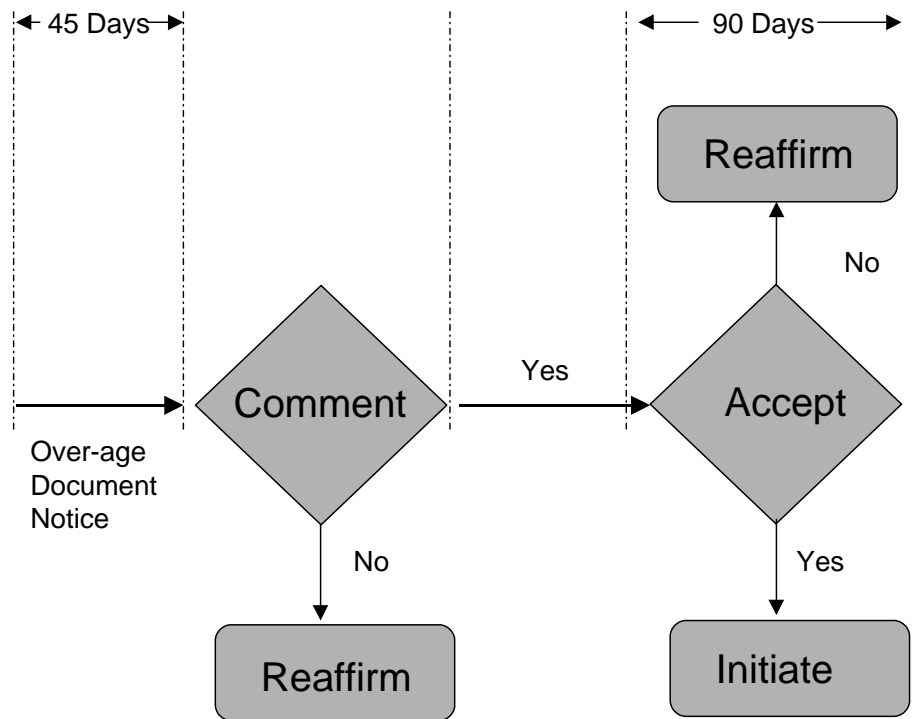 45 Days
90 Days
Reaffirm
No
Yes
Comment
Accept
Over-age
Document
Notice
No
Yes
Reaffirm
Initiate